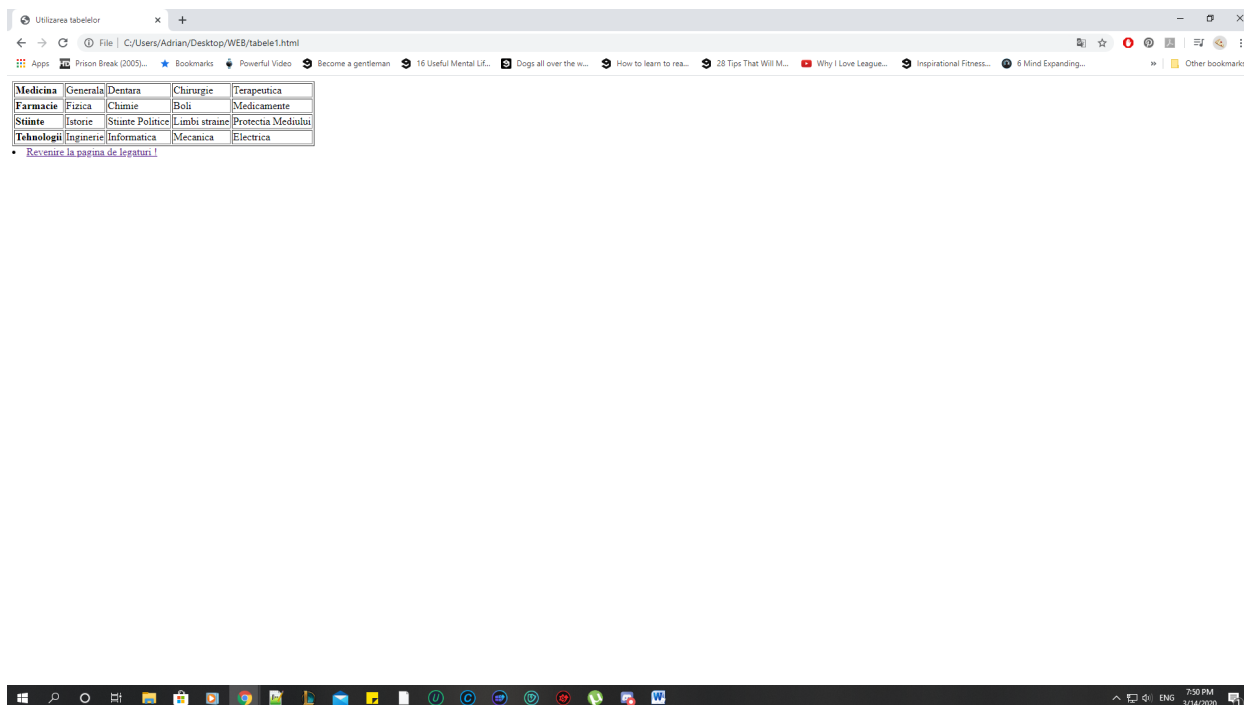 Utilizarea tabelelor
File | C:/Users/Adrian/Desktop/WEB/tabele1.html
Apps Prison Break (2005)... Bookmarks Powerful Video Become a gentleman 16 Useful Mental Lif... Dogs all over the w... How to learn to rea... 28 Tips That Will M... Why I Love League... Inspirational Fitness... 6 Mind Expanding... » Other bookmarks
Medicina Generala Dentara Chirurgie Terapeutica
Farmacie Fizica Chimie Boli Medicamente
Stiinte Istorie Stiinte Politice Limbi straine Protectia Mediului
Tehnologii Inginerie Informatica Mecanica Electrica
• Revenire la pagina de legaturi !
ENG 7:50 PM
3/14/2020